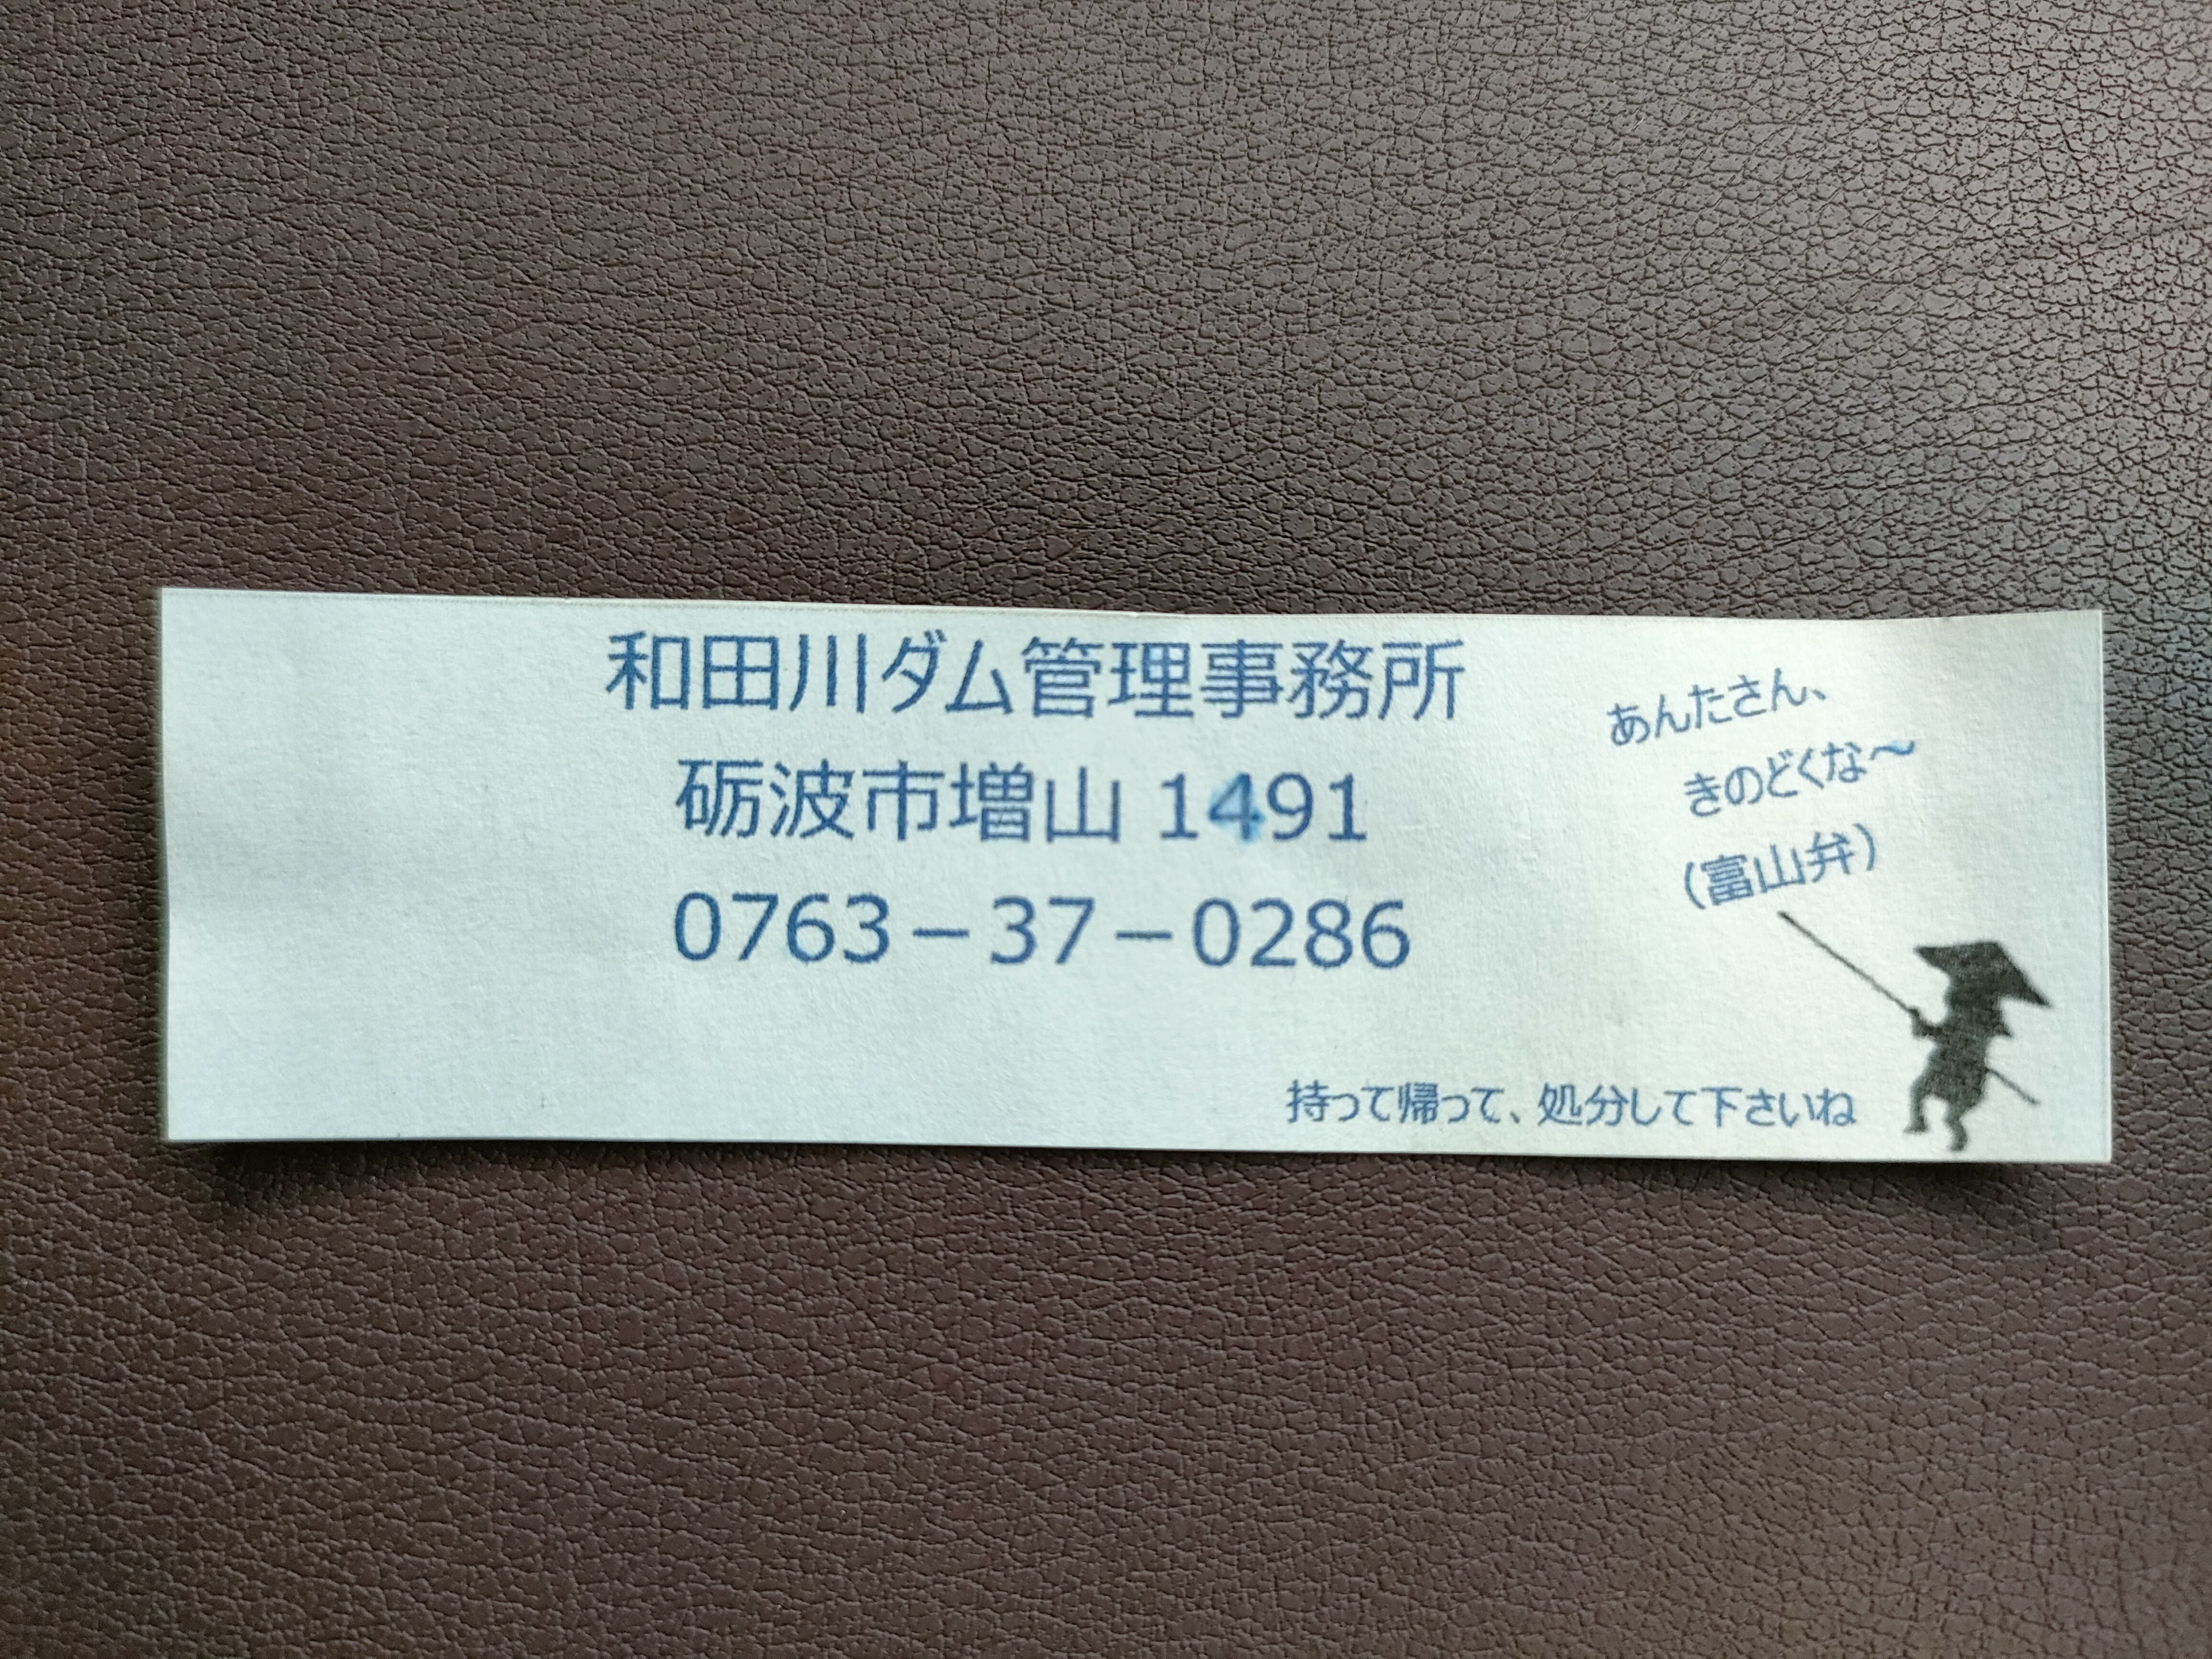 和田川ダム管理事務所
砺波市増山 1491
0763－37－0286
あんたさん、
きのどくな～
（富山弁）
持って帰って、処分して下さいね